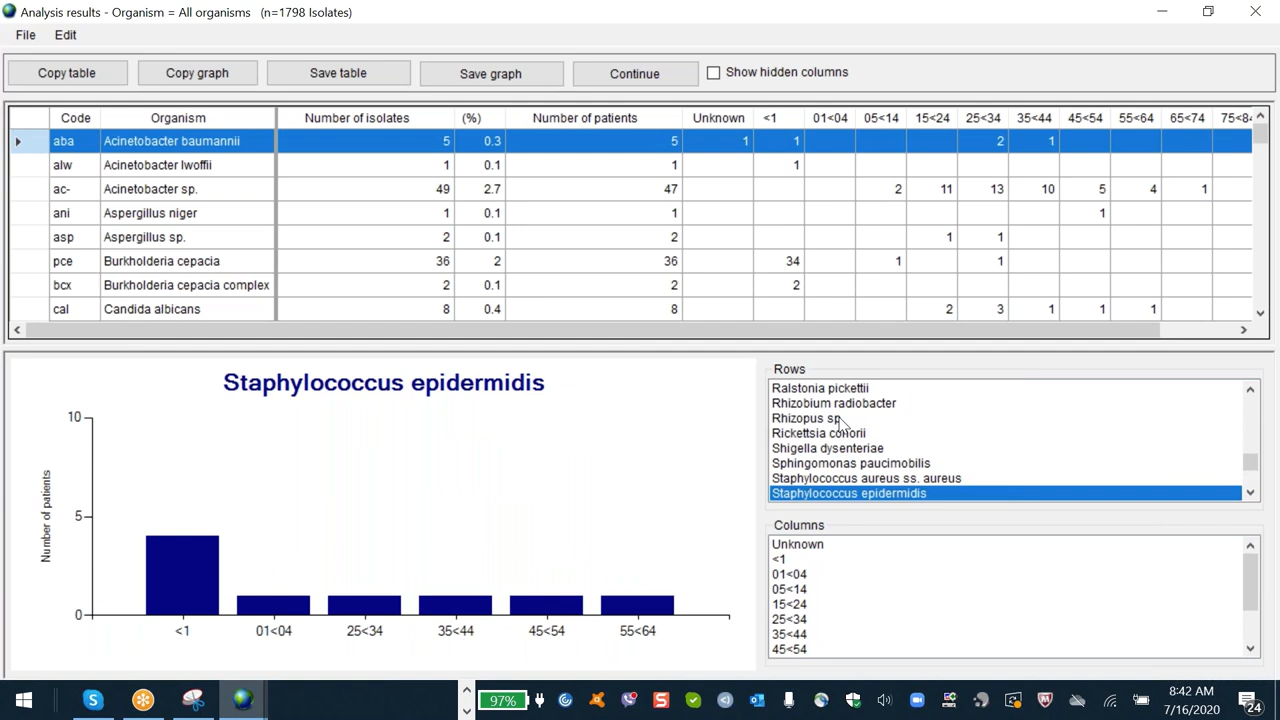 Analysis results - Organism = All organisms (n=1798 Isolates)
File Edit
Copy table Copy graph Save table Save graph Continue Show hidden columns
Code Organism Number of isolates (%) Number of patients Unknown <1 01<04 05<14 15<24 25<34 35<44 45<54 55<64 65<74 75<84
aba Acinetobacter baumannii 5 0.3 5 1 1 2 1
alw Acinetobacter lwoffii 1 0.1 1 1
ac- Acinetobacter sp. 49 2.7 47 2 11 13 10 5 4 1
ani Aspergillus niger 1 0.1 1 1
asp Aspergillus sp. 2 0.1 2 1 1
pce Burkholderia cepacia 36 2 36 34 1 1
bcx Burkholderia cepacia complex 2 0.1 2 2
cal Candida albicans 8 0.4 8 2 3 1 1 1
Staphylococcus epidermidis
10
5
0
Number of patients
<1 01<04 25<34 35<44 45<54 55<64
Rows
Ralstonia pickettii
Rhizobium radiobacter
Rhizopus sp.
Rickettsia conorii
Shigella dysenteriae
Sphingomonas paucimobilis
Staphylococcus aureus ss. aureus
Staphylococcus epidermidis
Columns
Unknown
<1
01<04
05<14
15<24
25<34
35<44
45<54
97%
8:42 AM
7/16/2020
24